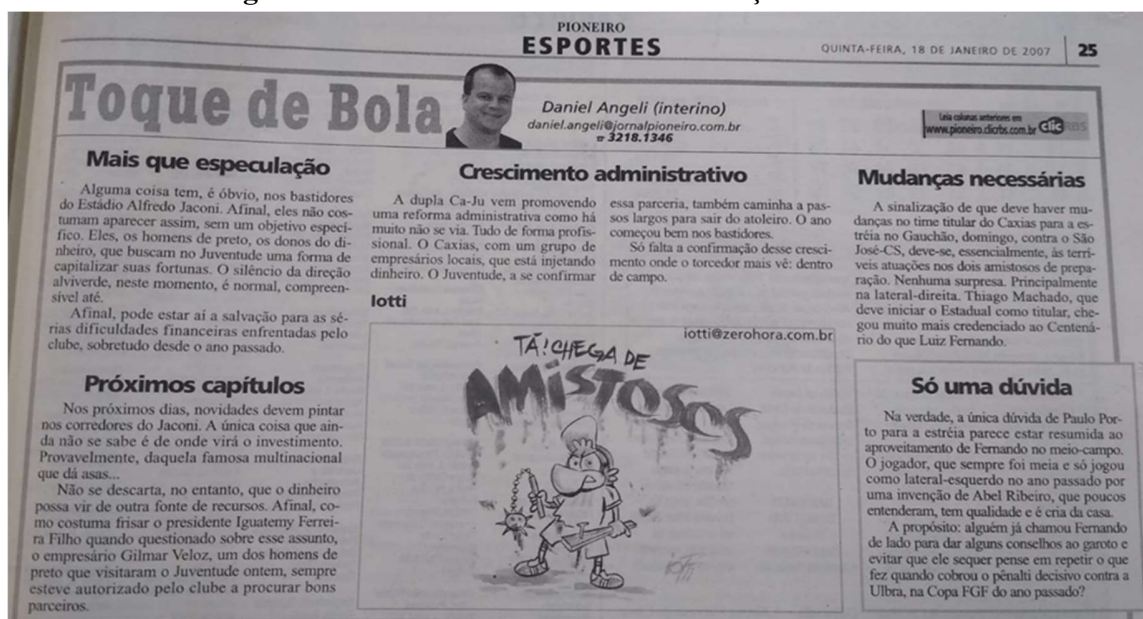 PIONEIRO
ESPORTES
QUINTA-FEIRA, 18 DE JANEIRO DE 2007
25
Toque de Bola
Daniel Angeli (interino)
daniel.angeli@jornalpioneiro.com.br
3218.1346
Leia colunas anteriores em
www.pioneiro.clicrbs.com.br
clicRBS
Mais que especulação
Alguma coisa tem, é óbvio, nos bastidores
do Estádio Alfredo Jaconi. Afinal, eles não cos-
tumam aparecer assim, sem um objetivo especí-
fico. Eles, os homens de preto, os donos do di-
nheiro, que buscam no Juventude uma forma de
capitalizar suas fortunas. O silêncio da direção
alviverde, neste momento, é normal, compreen-
sível até.
Afinal, pode estar aí a salvação para as sé-
rias dificuldades financeiras enfrentadas pelo
clube, sobretudo desde o ano passado.
Próximos capítulos
Nos próximos dias, novidades devem pintar
nos corredores do Jaconi. A única coisa que ain-
da não se sabe é de onde virá o investimento.
Provavelmente, daquela famosa multinacional
que dá asas...
Não se descarta, no entanto, que o dinheiro
possa vir de outra fonte de recursos. Afinal, co-
mo costuma frisar o presidente Iguatemy Ferrei-
ra Filho quando questionado sobre esse assunto,
o empresário Gilmar Veloz, um dos homens de
preto que visitaram o Juventude ontem, sempre
esteve autorizado pelo clube a procurar bons
parceiros.
Crescimento administrativo
A dupla Ca-Ju vem promovendo
uma reforma administrativa como há
muito não se via. Tudo de forma profis-
sional. O Caxias, com um grupo de
empresários locais, que está injetando
dinheiro. O Juventude, a se confirmar
essa parceria, também caminha a pas-
sos largos para sair do atoleiro. O ano
começou bem nos bastidores.
Só falta a confirmação desse cresci-
mento onde o torcedor mais vê: dentro
de campo.
Iotti
iotti@zerohora.com.br
TÁ! CHEGA DE
AMISTOSOS
iotti
Mudanças necessárias
A sinalização de que deve haver mu-
danças no time titular do Caxias para a es-
tréia no Gauchão, domingo, contra o São
José-CS, deve-se, essencialmente, às terrí-
veis atuações nos dois amistosos de prepa-
ração. Nenhuma surpresa. Principalmente
na lateral-direita. Thiago Machado, que
deve iniciar o Estadual como titular, che-
gou muito mais credenciado ao Centená-
rio do que Luiz Fernando.
Só uma dúvida
Na verdade, a única dúvida de Paulo Por-
to para a estréia parece estar resumido ao
aproveitamento de Fernando no meio-campo.
O jogador, que sempre foi meia e só jogou
como lateral-esquerdo no ano passado por
uma invenção de Abel Ribeiro, que poucos
entenderam, tem qualidade e é cria da casa.
A propósito: alguém já chamou Fernando
de lado para dar alguns conselhos ao garoto e
evitar que ele sequer pense em repetir o que
fez quando cobrou o pênalti decisivo contra a
Ulbra, na Copa FGF do ano passado?